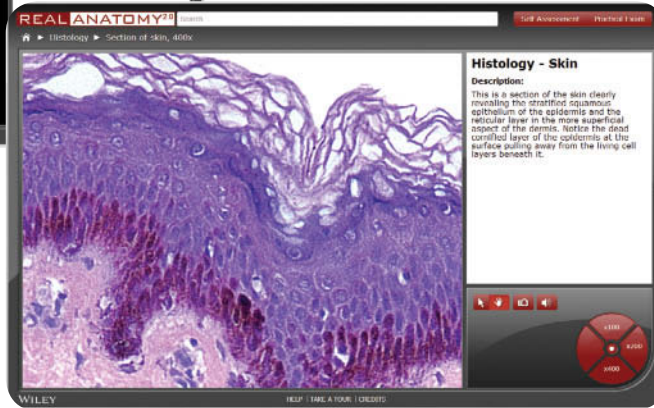 REAL ANATOMY 2.0
Search
Self Assessment Practical Exam
Histology ► Section of skin, 400x
Histology - Skin
Description:
This is a section of the skin clearly
revealing the stratified squamous
epithelium of the epidermis and the
reticular layer in the more superficial
aspect of the dermis. Notice the dead
cornified layer of the epidermis at the
surface pulling away from the living cell
layers beneath it.
x100
x200
x400
WILEY
HELP | TAKE A TOUR | CREDITS